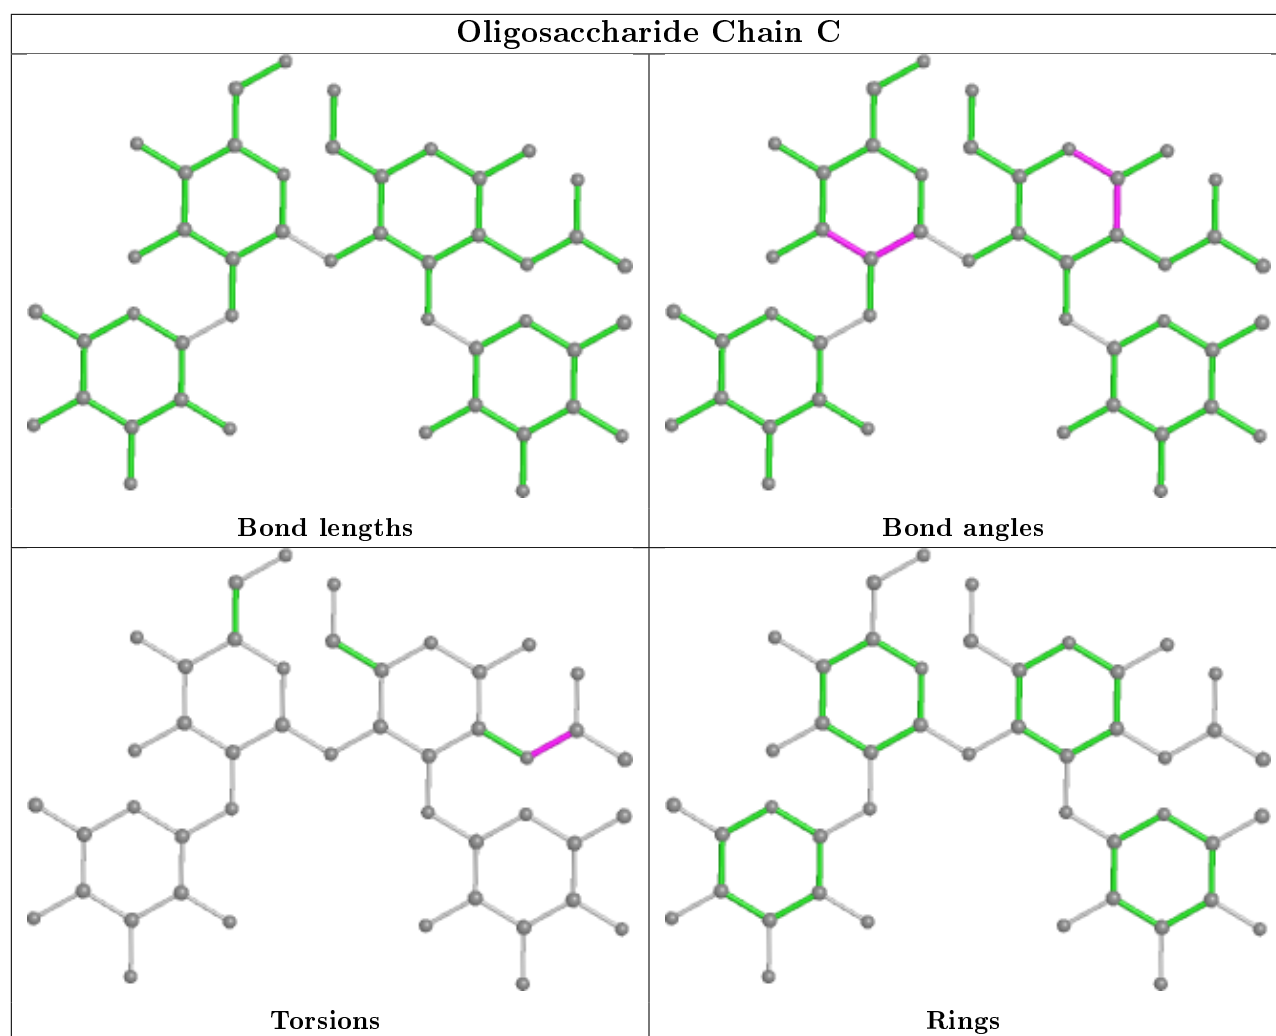 Oligosaccharide Chain C
Bond lengths
Bond angles
Torsions
Rings